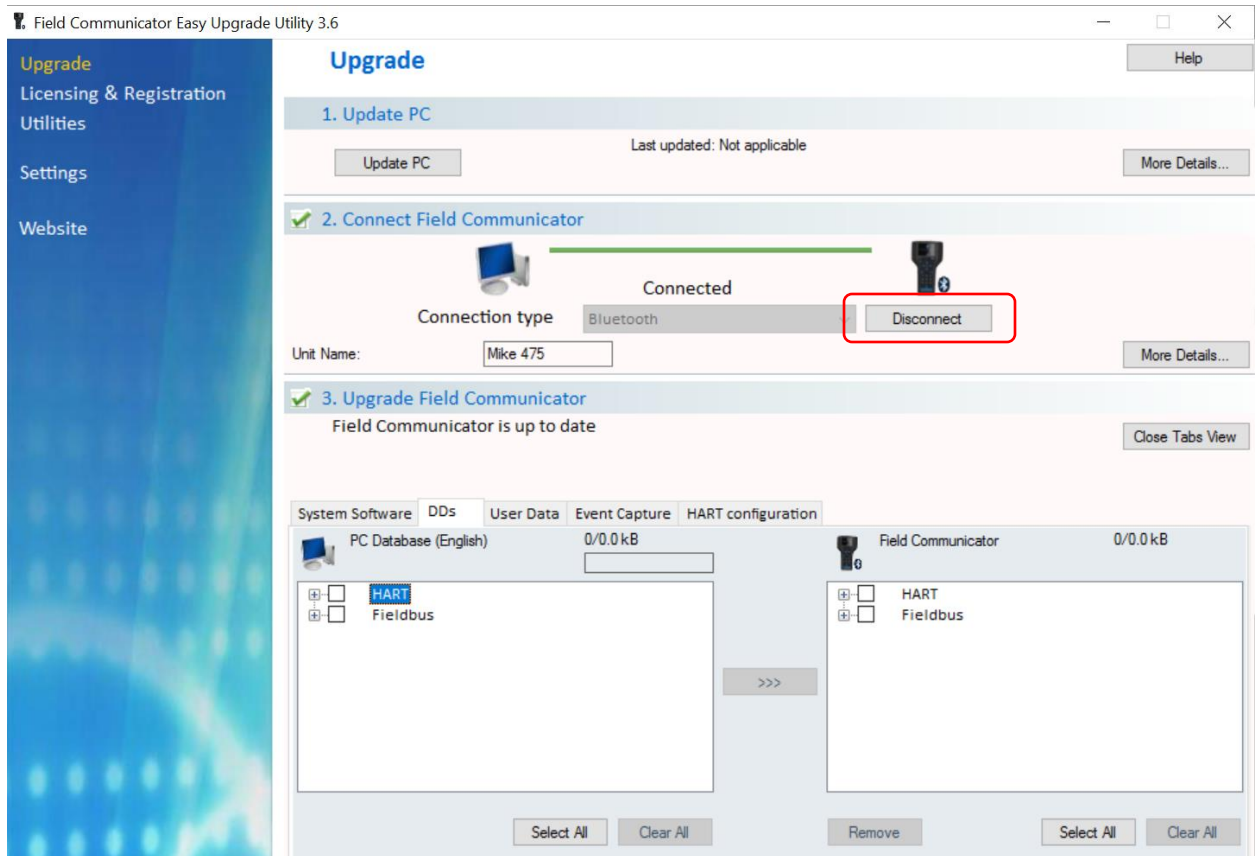 Field Communicator Easy Upgrade Utility 3.6
Upgrade
Licensing & Registration
Utilities
Settings
Website
Upgrade
Help
1. Update PC
Last updated: Not applicable
Update PC
More Details...
2. Connect Field Communicator
Connected
Connection type
Bluetooth
Disconnect
Unit Name:
Mike 475
More Details...
3. Upgrade Field Communicator
Field Communicator is up to date
Close Tabs View
System Software DDs User Data Event Capture HART configuration
PC Database (English) 0/0.0 kB
Field Communicator 0/0.0 kB
HART
Fieldbus
HART
Fieldbus
>>>
Select All Clear All
Remove Select All Clear All